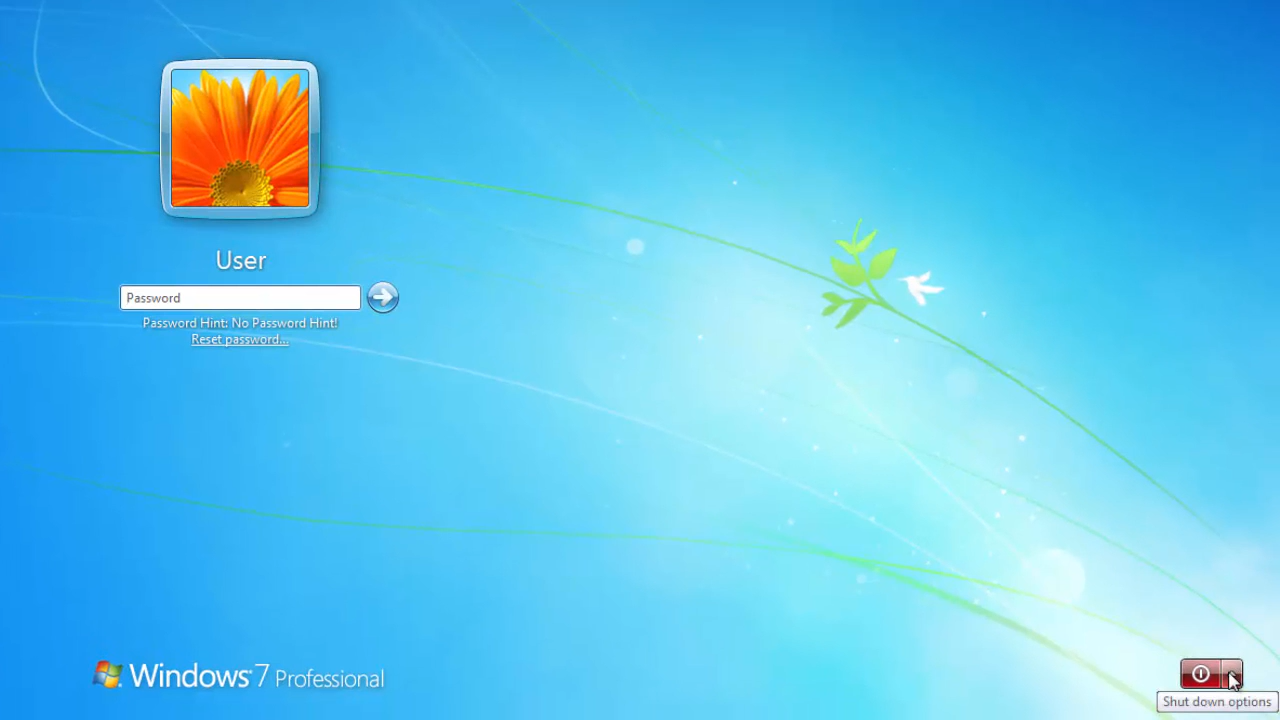 User
Password
Password Hint: No Password Hint!
Reset password...
Windows 7 Professional
Shut down options